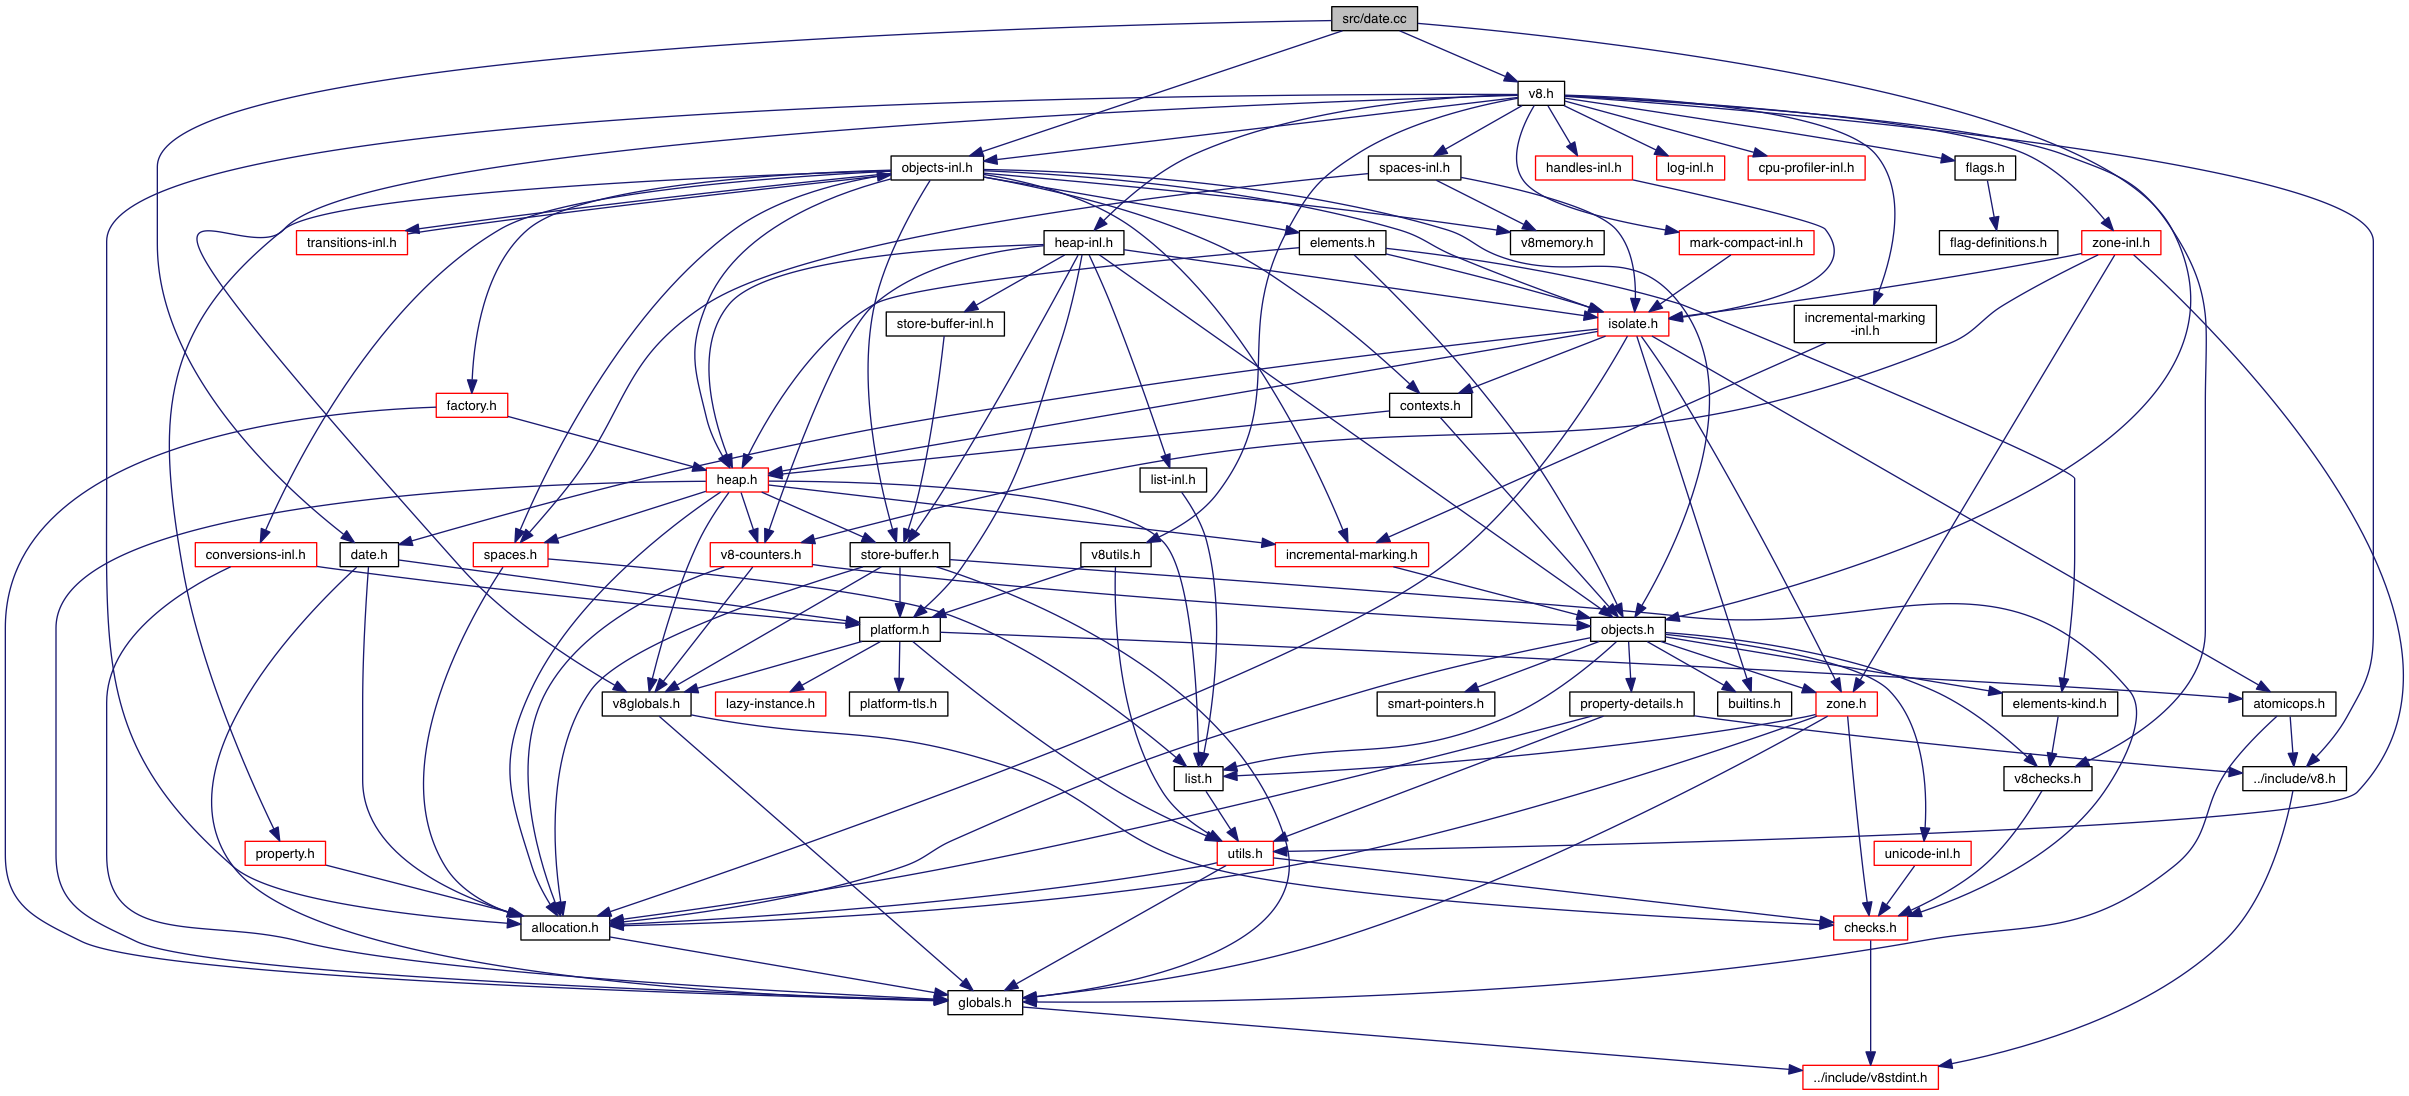 src/date.cc
v8.h
objects-inl.h
spaces-inl.h
handles-inl.h
log-inl.h
cpu-profiler-inl.h
flags.h
transitions-inl.h
heap-inl.h
elements.h
v8memory.h
mark-compact-inl.h
flag-definitions.h
zone-inl.h
store-buffer-inl.h
isolate.h
incremental-marking
-inl.h
factory.h
contexts.h
heap.h
list-inl.h
conversions-inl.h
date.h
spaces.h
v8-counters.h
store-buffer.h
v8utils.h
incremental-marking.h
platform.h
objects.h
v8globals.h
lazy-instance.h
platform-tls.h
smart-pointers.h
property-details.h
builtins.h
zone.h
elements-kind.h
atomicops.h
list.h
v8checks.h
../include/v8.h
property.h
utils.h
unicode-inl.h
allocation.h
checks.h
globals.h
../include/v8stdint.h